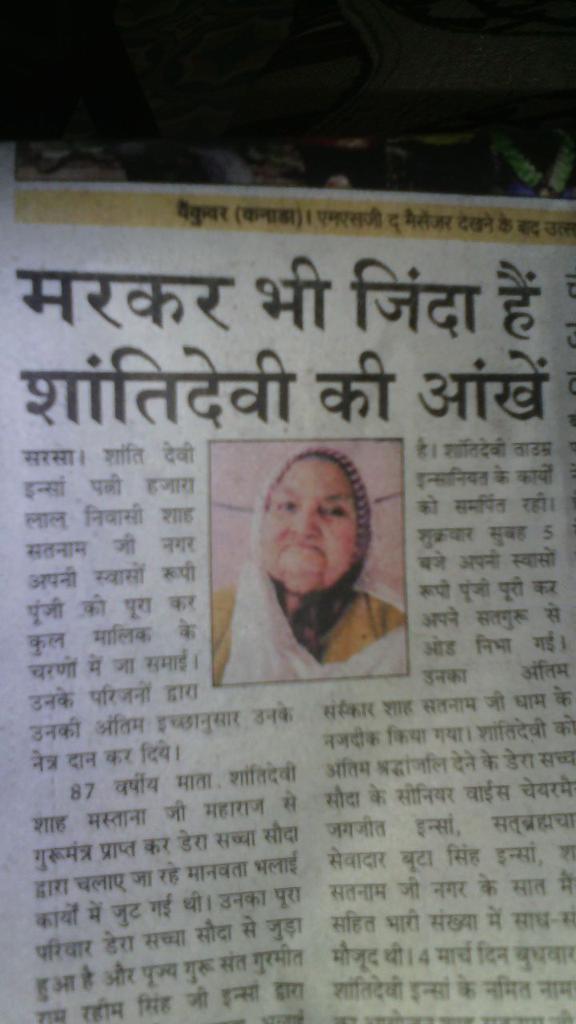 वैंकुवर (कनाडा)। एमएसजी द मैसेंजर देखने के बाद
मरकर भी जिंदा हैं
शांतिदेवी की आंखें
सरसा। शांति देवी
इन्सां पत्नी हजारा
लाल निवासी शाह
सतनाम जी नगर
अपनी स्वासों रूपी
पूंजी को पूरा कर
कुल मालिक के
चरणों में जा समाई।
उनके परिजनों द्वारा
उनकी अंतिम इच्छानुसार उनके
नेत्र दान कर दिये।
87 वर्षीय माता शांतिदेवी
शाह मस्ताना जी महाराज से
गुरूमंत्र प्राप्त कर डेरा सच्चा सौदा
द्वारा चलाए जा रहे मानवता भलाई
कार्यों में जुट गई थी। उनका पूरा
परिवार डेरा सच्चा सौदा से जुड़ा
हुआ है और पूज्य गुरू संत गुरमीत
राम रहीम सिंह जी इन्सां द्वारा
भलाई
है। शांतिदेवी ताउम्र
इन्सानियत के कार्यों
को समर्पित रही।
शुक्रवार सुबह 5
बजे अपनी स्वासों
रूपी पूंजी पूरी कर
अपने सतगुरू से
ओड निभा गई।
उनका अंतिम
संस्कार शाह सतनाम जी धाम के
नजदीक किया गया। शांतिदेवी को
अंतिम श्रद्धांजलि देने के डेरा सच्चा
सौदा के सीनियर वाईस चेयरमैन
जगजीत इन्सां, सत्ब्रह्मचा
सेवादार बूटा सिंह इन्सां,
सतनाम जी नगर के सात मैं
सहित भारी संख्या में साध-सं
मौजूद थी। 4 मार्च दिन बुधवार
शांतिदेवी इन्सां के नमित नाम